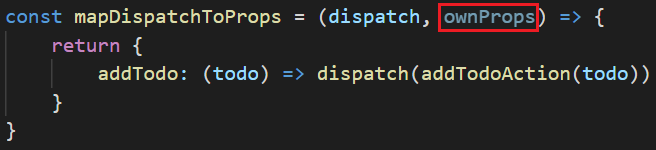 const mapDispatchToProps = (dispatch, ownProps) => {
    return {
        addTodo: (todo) => dispatch(addTodoAction(todo))
    }
}